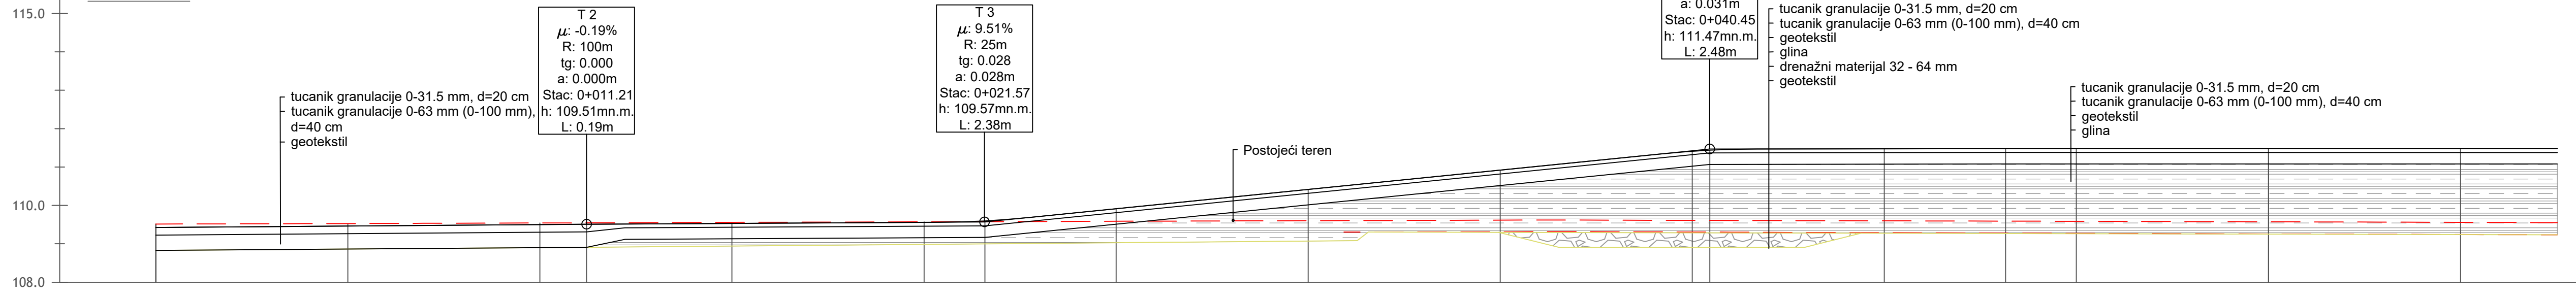 115.0
110.0
108.0
tucanik granulacije 0-31.5 mm, d=20 cm
tucanik granulacije 0-63 mm (0-100 mm),
d=40 cm
geotekstil
T 2
μ: -0.19%
R: 100m
tg: 0.000
a: 0.000m
Stac: 0+011.21
h: 109.51mn.m.
L: 0.19m
T 3
μ: 9.51%
R: 25m
tg: 0.028
a: 0.028m
Stac: 0+021.57
h: 109.57mn.m.
L: 2.38m
Postojeći teren
a: 0.031m
Stac: 0+040.45
h: 111.47mn.m.
L: 2.48m
tucanik granulacije 0-31.5 mm, d=20 cm
tucanik granulacije 0-63 mm (0-100 mm), d=40 cm
geotekstil
glina
drenažni materijal 32 - 64 mm
geotekstil
tucanik granulacije 0-31.5 mm, d=20 cm
tucanik granulacije 0-63 mm (0-100 mm), d=40 cm
geotekstil
glina